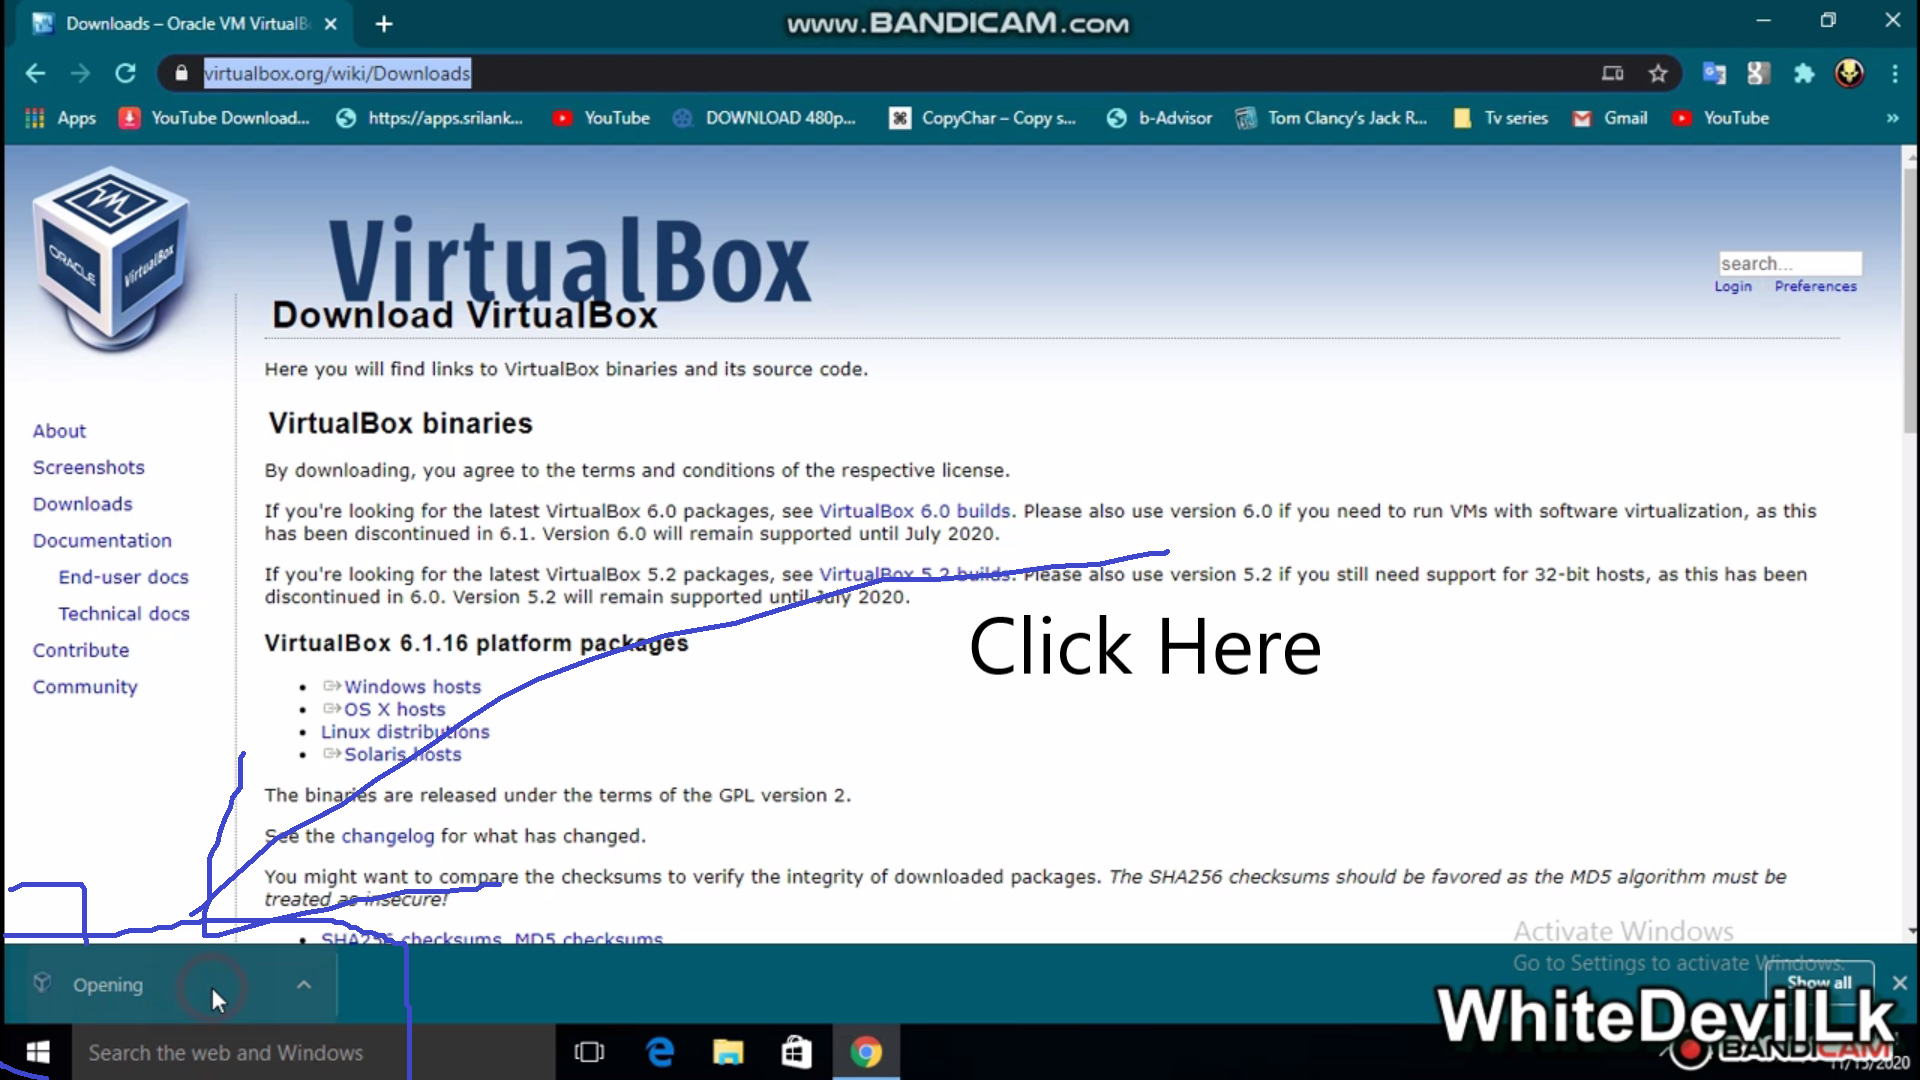 Downloads – Oracle VM VirtualB
www.BANDICAM.com
virtualbox.org/wiki/Downloads
Apps
YouTube Download...
https://apps.srilank...
YouTube
DOWNLOAD 480p...
CopyChar – Copy s...
b-Advisor
Tom Clancy's Jack R...
Tv series
Gmail
YouTube
ORACLE
VirtualBox
VirtualBox
search...
Login Preferences
Download VirtualBox
Here you will find links to VirtualBox binaries and its source code.
About
Screenshots
Downloads
Documentation
End-user docs
Technical docs
Contribute
Community
VirtualBox binaries
By downloading, you agree to the terms and conditions of the respective license.
If you're looking for the latest VirtualBox 6.0 packages, see VirtualBox 6.0 builds. Please also use version 6.0 if you need to run VMs with software virtualization, as this
has been discontinued in 6.1. Version 6.0 will remain supported until July 2020.
If you're looking for the latest VirtualBox 5.2 packages, see VirtualBox 5.2 builds. Please also use version 5.2 if you still need support for 32-bit hosts, as this has been
discontinued in 6.0. Version 5.2 will remain supported until July 2020.
VirtualBox 6.1.16 platform packages
Click Here
Windows hosts
OS X hosts
Linux distributions
Solaris hosts
The binaries are released under the terms of the GPL version 2.
See the changelog for what has changed.
You might want to compare the checksums to verify the integrity of downloaded packages. The SHA256 checksums should be favored as the MD5 algorithm must be
treated as insecure!
SHA256 checksums, MD5 checksums
Activate Windows
Go to Settings to activate Windows.
Opening
Show all
WhiteDevilLk
Search the web and Windows
BANDICAM
11/15/2020